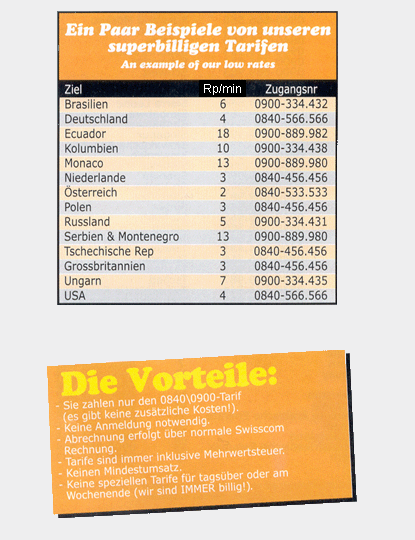 Ein Paar Beispiele von unseren
superbilligen Tarifen
An example of our low rates
Ziel Rp/min Zugangsnr
Brasilien 6 0900-334.432
Deutschland 4 0840-566.566
Ecuador 18 0900-889.982
Kolumbien 10 0900-334.438
Monaco 13 0900-889.980
Niederlande 3 0840-456.456
Österreich 2 0840-533.533
Polen 3 0840-456.456
Russland 5 0900-334.431
Serbien & Montenegro 13 0900-889.980
Tschechische Rep 3 0840-456.456
Grossbritannien 3 0840-456.456
Ungarn 7 0900-334.435
USA 4 0840-566.566
Die Vorteile:
- Sie zahlen nur den 0840\0900-Tarif
(es gibt keine zusätzliche Kosten!).
- Keine Anmeldung notwendig.
- Abrechnung erfolgt über normale Swisscom
Rechnung.
- Tarife sind immer inklusive Mehrwertsteuer.
- Keinen Mindestumsatz.
- Keine speziellen Tarife für tagsüber oder am
Wochenende (wir sind IMMER billig!).